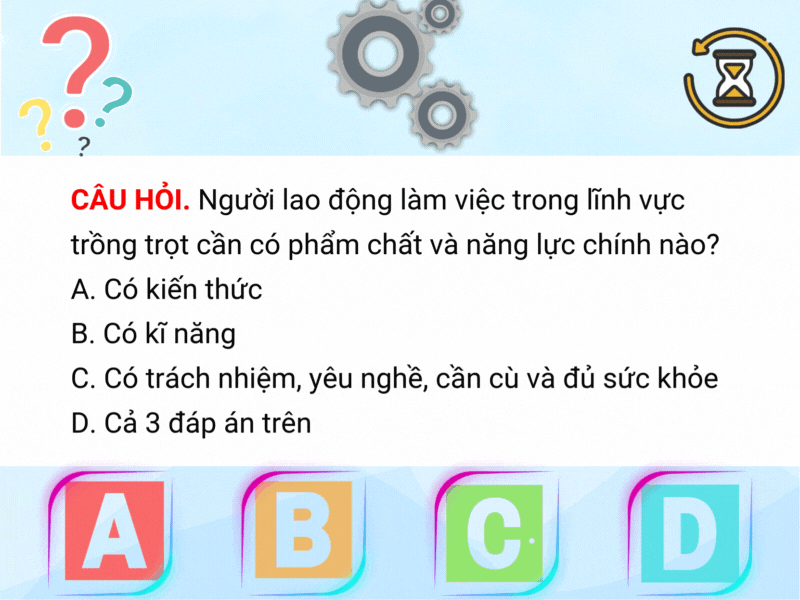 CÂU HỎI. Người lao động làm việc trong lĩnh vực
trồng trọt cần có phẩm chất và năng lực chính nào?
A. Có kiến thức
B. Có kĩ năng
C. Có trách nhiệm, yêu nghề, cần cù và đủ sức khỏe
D. Cả 3 đáp án trên
A B C D